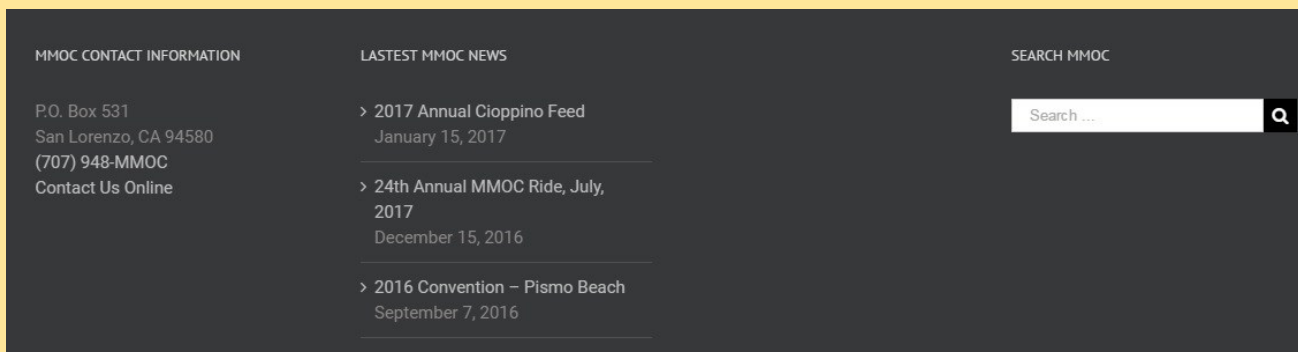 MMOC CONTACT INFORMATION
P.O. Box 531
San Lorenzo, CA 94580
(707) 948-MMOC
Contact Us Online
LASTEST MMOC NEWS
> 2017 Annual Cioppino Feed
January 15, 2017
> 24th Annual MMOC Ride, July,
2017
December 15, 2016
> 2016 Convention – Pismo Beach
September 7, 2016
SEARCH MMOC
Search ...